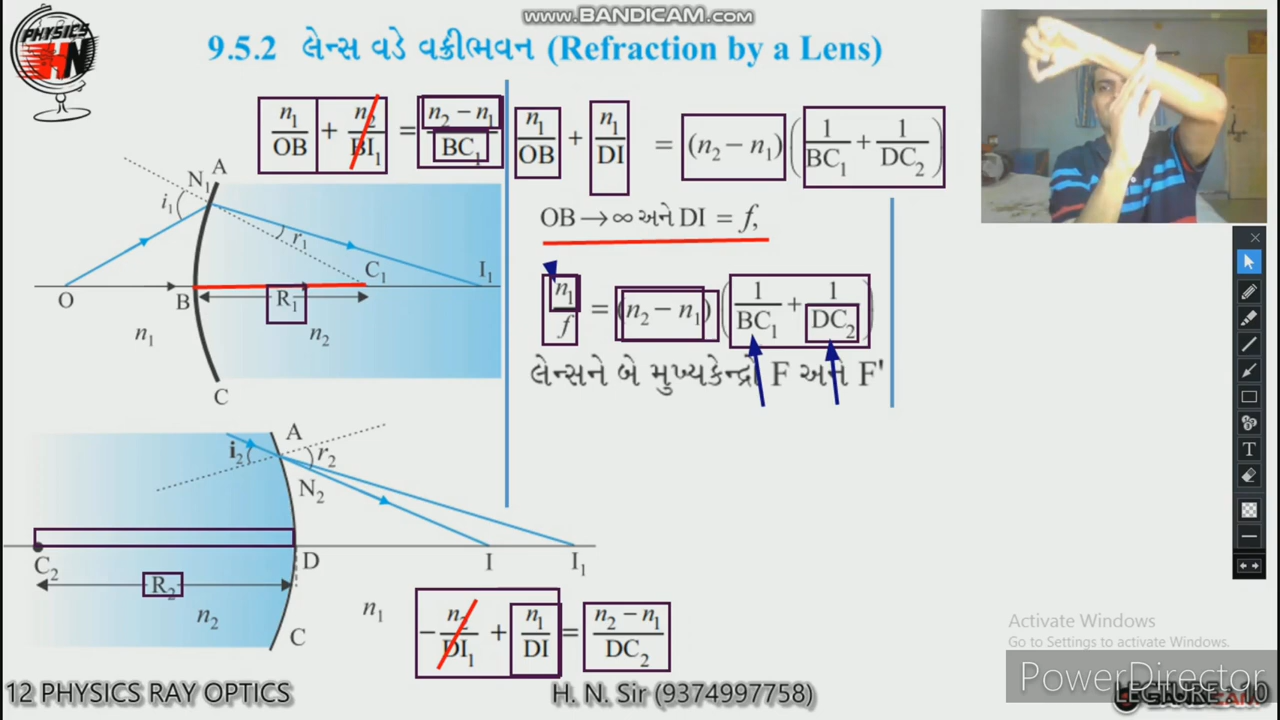 www.BANDICAM.com
PHYSICS
HN
9.5.2 લેન્સ વડે વક્રીભવન (Refraction by a Lens)
n₁/OB + n₂/BI₁ = (n₂ − n₁)/BC₁
n₁/OB + n₁/DI = (n₂ − n₁)(1/BC₁ + 1/DC₂)
OB → ∞ અને DI = f,
n₁/f = (n₂ − n₁)(1/BC₁ + 1/DC₂)
લેન્સને બે મુખ્યકેન્દ્રો F અને F'
A
N₁
i₁
r₁
C₁
I₁
O
B
R₁
n₁
n₂
C
A
i₂
r₂
N₂
C₂
D
I
I₁
R₂
n₂
n₁
C
−n₂/DI₁ + n₁/DI = (n₂ − n₁)/DC₂
T
Activate Windows
Go to Settings to activate Windows.
PowerDirector
12 PHYSICS RAY OPTICS
H. N. Sir (9374997758)
LECTURE - 10